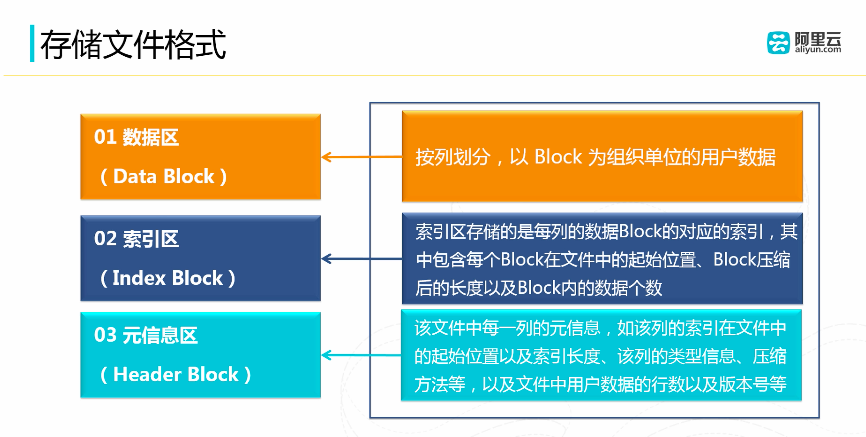 存储文件格式
阿里云
aliyun.com
01 数据区
（Data Block）
按列划分，以 Block 为组织单位的用户数据
02 索引区
（Index Block）
索引区存储的是每列的数据Block的对应的索引，其
中包含每个Block在文件中的起始位置、Block压缩
后的长度以及Block内的数据个数
03 元信息区
（Header Block）
该文件中每一列的元信息，如该列的索引在文件中
的起始位置以及索引长度、该列的类型信息、压缩
方法等，以及文件中用户数据的行数以及版本号等